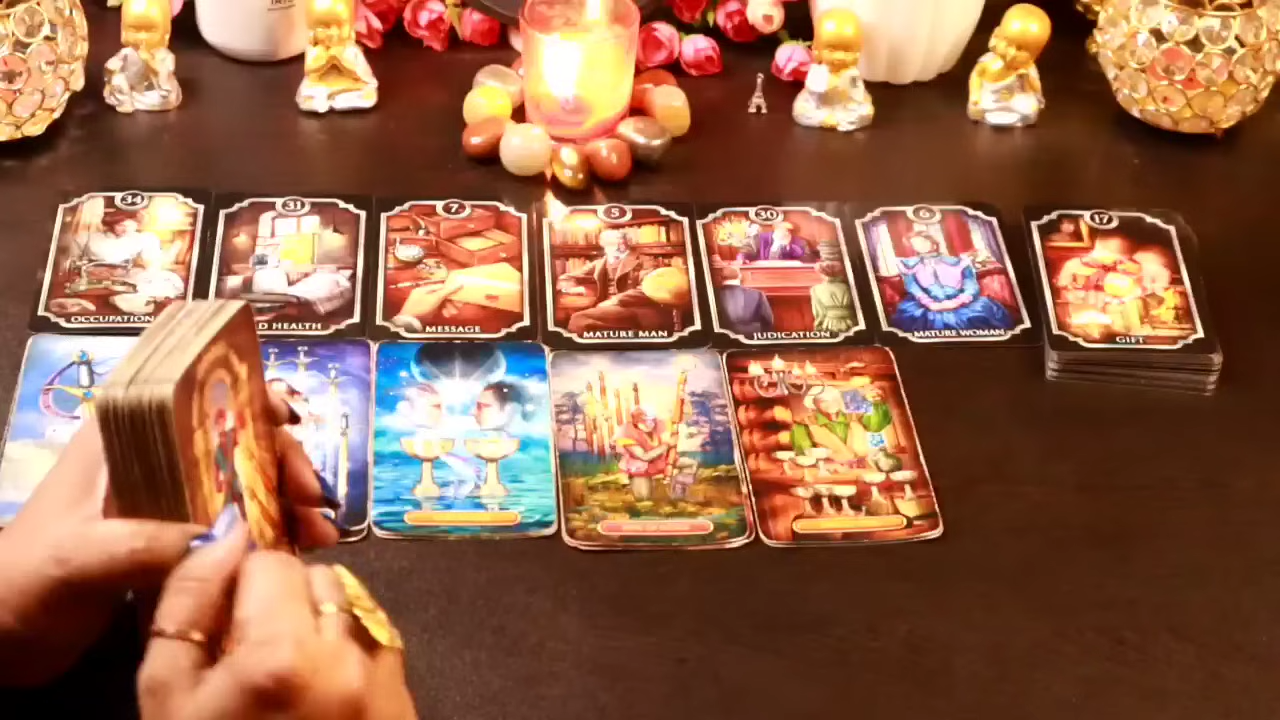 34
OCCUPATION
31
D HEALTH
7
MESSAGE
5
MATURE MAN
30
JUDICATION
6
MATURE WOMAN
17
GIFT